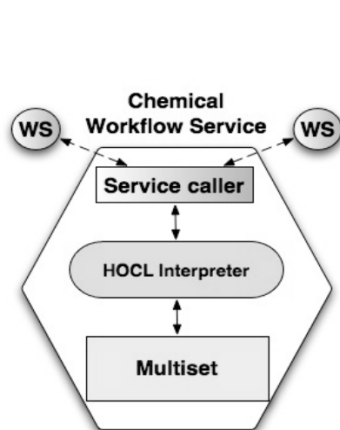 Chemical
Workflow Service
WS
WS
Service caller
HOCL Interpreter
Multiset